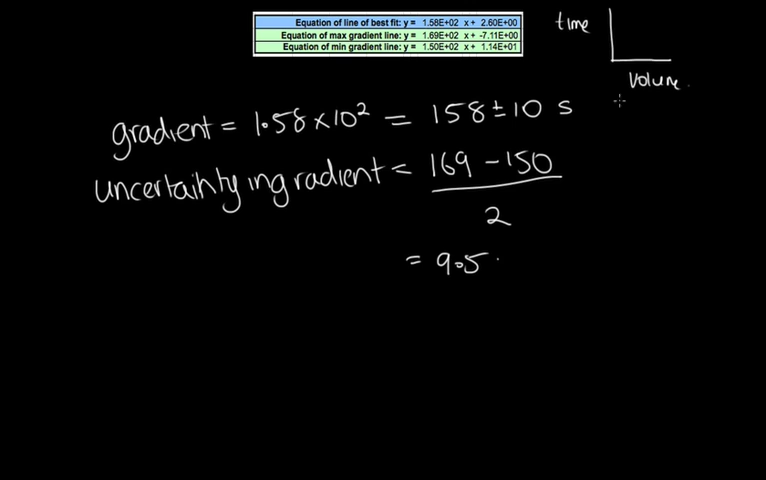 Equation of line of best fit: y = 1.58E+02 x + 2.60E+00
Equation of max gradient line: y = 1.69E+02 x + -7.11E+00
Equation of min gradient line: y = 1.50E+02 x + 1.14E+01
time
volume
gradient = 1.58 × 10² = 158 ± 10 s
uncertainty in gradient = 169 - 150
2
= 9.5